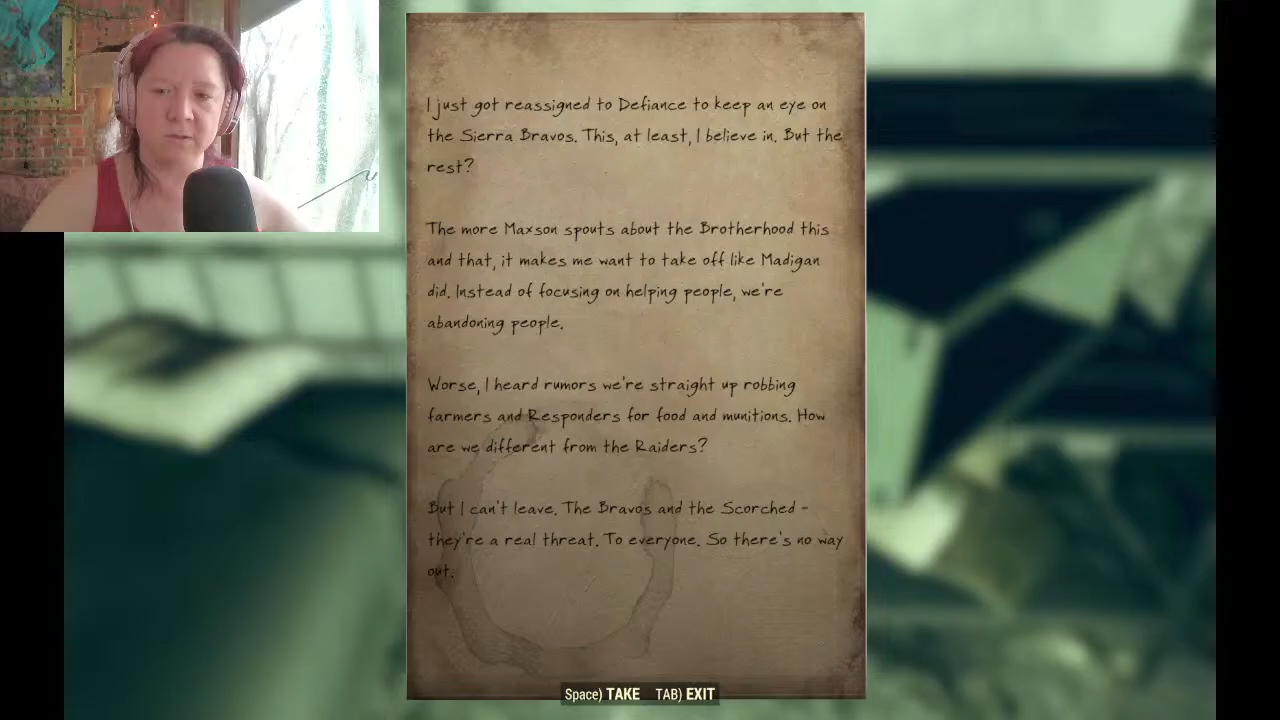 I just got reassigned to Defiance to keep an eye on
the Sierra Bravos. This, at least, I believe in. But the
rest?
The more Maxson spouts about the Brotherhood this
and that, it makes me want to take off like Madigan
did. Instead of focusing on helping people, we're
abandoning people.
Worse, I heard rumors we're straight up robbing
farmers and Responders for food and munitions. How
are we different from the Raiders?
But I can't leave. The Bravos and the Scorched -
they're a real threat. To everyone. So there's no way
out.
Space) TAKE TAB) EXIT